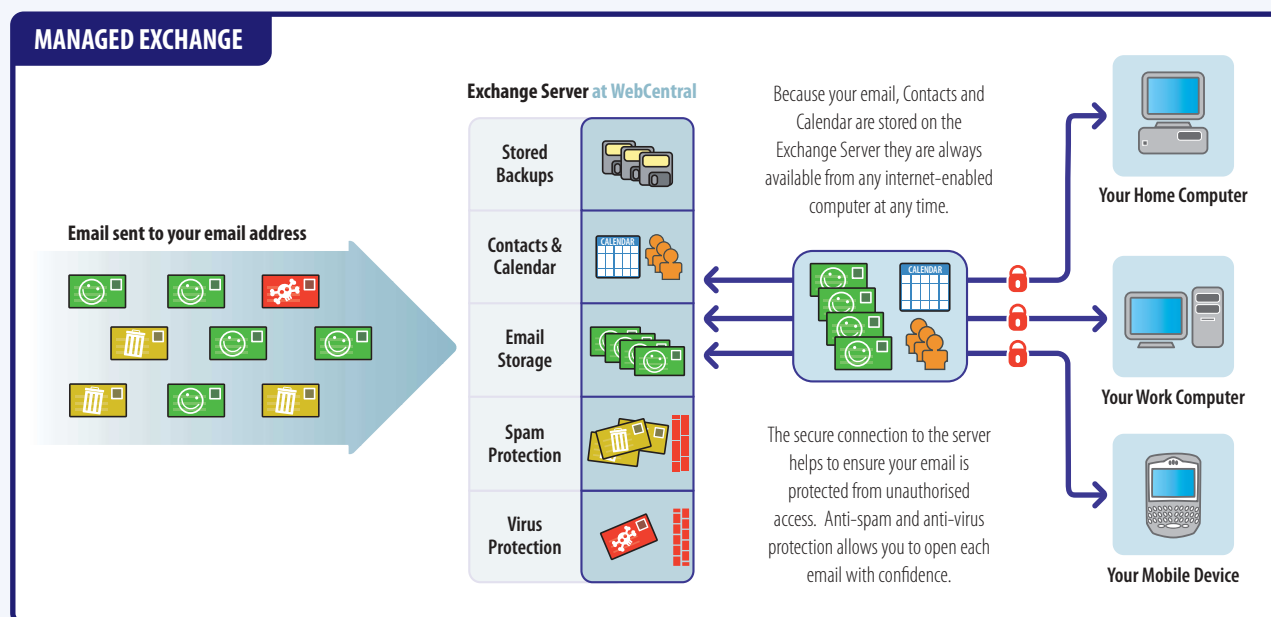 MANAGED EXCHANGE
Email sent to your email address
Exchange Server at WebCentral
Stored
Backups
Contacts &
Calendar
CALENDAR
Email
Storage
Spam
Protection
Virus
Protection
Because your email, Contacts and
Calendar are stored on the
Exchange Server they are always
available from any internet-enabled
computer at any time.
CALENDAR
The secure connection to the server
helps to ensure your email is
protected from unauthorised
access. Anti-spam and anti-virus
protection allows you to open each
email with confidence.
Your Home Computer
Your Work Computer
Your Mobile Device